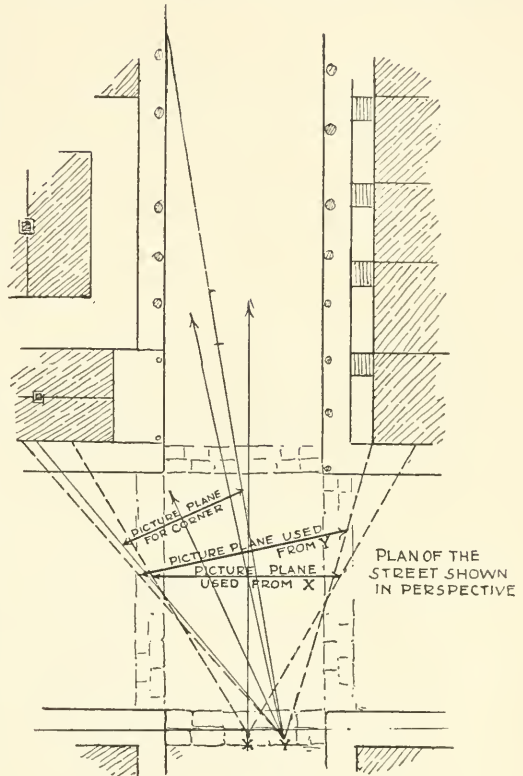 PICTURE PLANE
FOR CORNER
PICTURE PLANE USED
FROM Y
PICTURE PLANE
USED FROM X
PLAN OF THE
STREET SHOWN
IN PERSPECTIVE
X Y